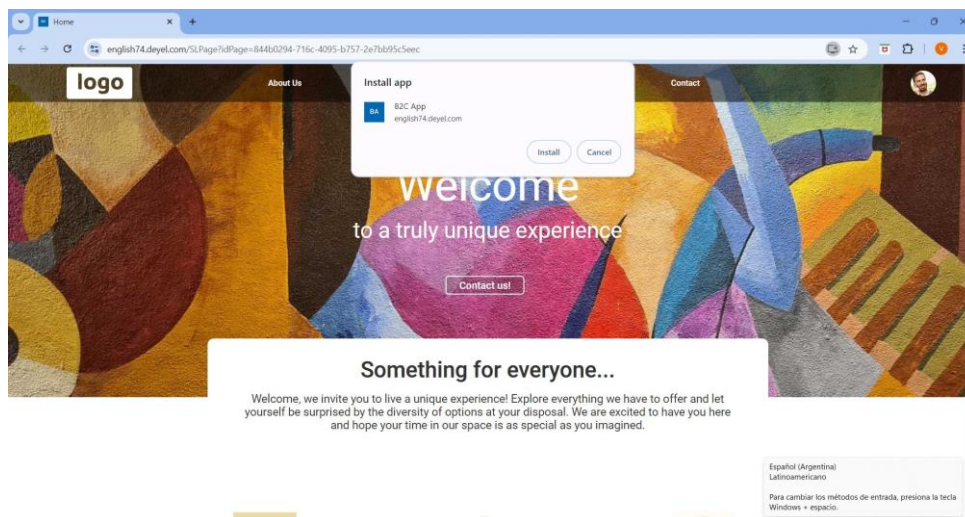 Home
english74.deyel.com/SLPage?idPage=844b0294-716c-4095-b757-2e7bb95c5eec
logo
About Us
Contact
Install app
BA
B2C App
english74.deyel.com
Install
Cancel
Welcome
to a truly unique experience
Contact us!
Something for everyone...
Welcome, we invite you to live a unique experience! Explore everything we have to offer and let
yourself be surprised by the diversity of options at your disposal. We are excited to have you here
and hope your time in our space is as special as you imagined.
Español (Argentina)
Latinoamericano
Para cambiar los métodos de entrada, presiona la tecla
Windows + espacio.